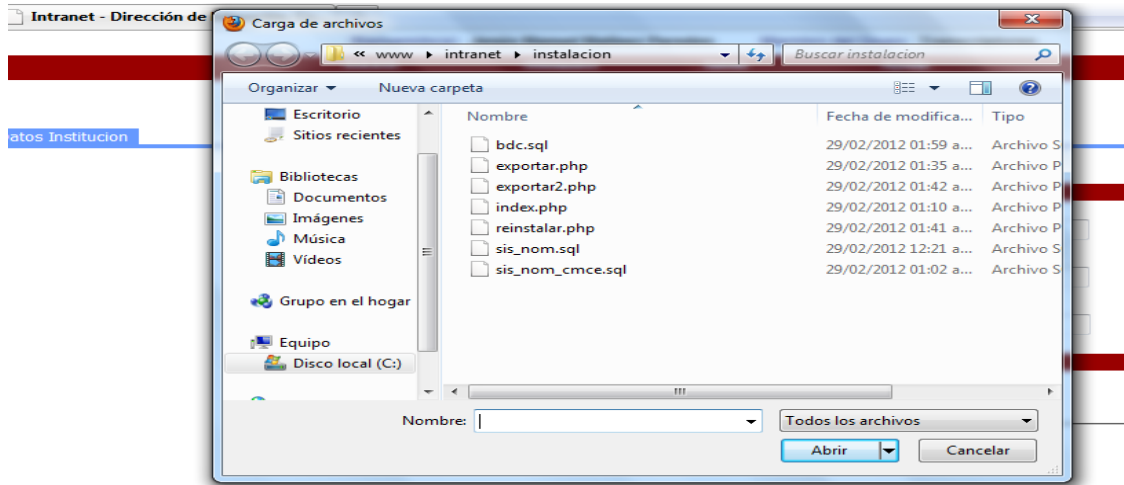 Intranet - Dirección de
Carga de archivos
« www ▸ intranet ▸ instalacion
Buscar instalacion
Organizar
Nueva carpeta
atos Institucion
Escritorio
Sitios recientes
Bibliotecas
Documentos
Imágenes
Música
Vídeos
Grupo en el hogar
Equipo
Disco local (C:)
Nombre Fecha de modifica... Tipo
bdc.sql 29/02/2012 01:59 a... Archivo S
exportar.php 29/02/2012 01:35 a... Archivo P
exportar2.php 29/02/2012 01:42 a... Archivo P
index.php 29/02/2012 01:10 a... Archivo P
reinstalar.php 29/02/2012 01:41 a... Archivo P
sis_nom.sql 29/02/2012 12:21 a... Archivo S
sis_nom_cmce.sql 29/02/2012 01:02 a... Archivo S
Nombre:
Todos los archivos
Abrir
Cancelar